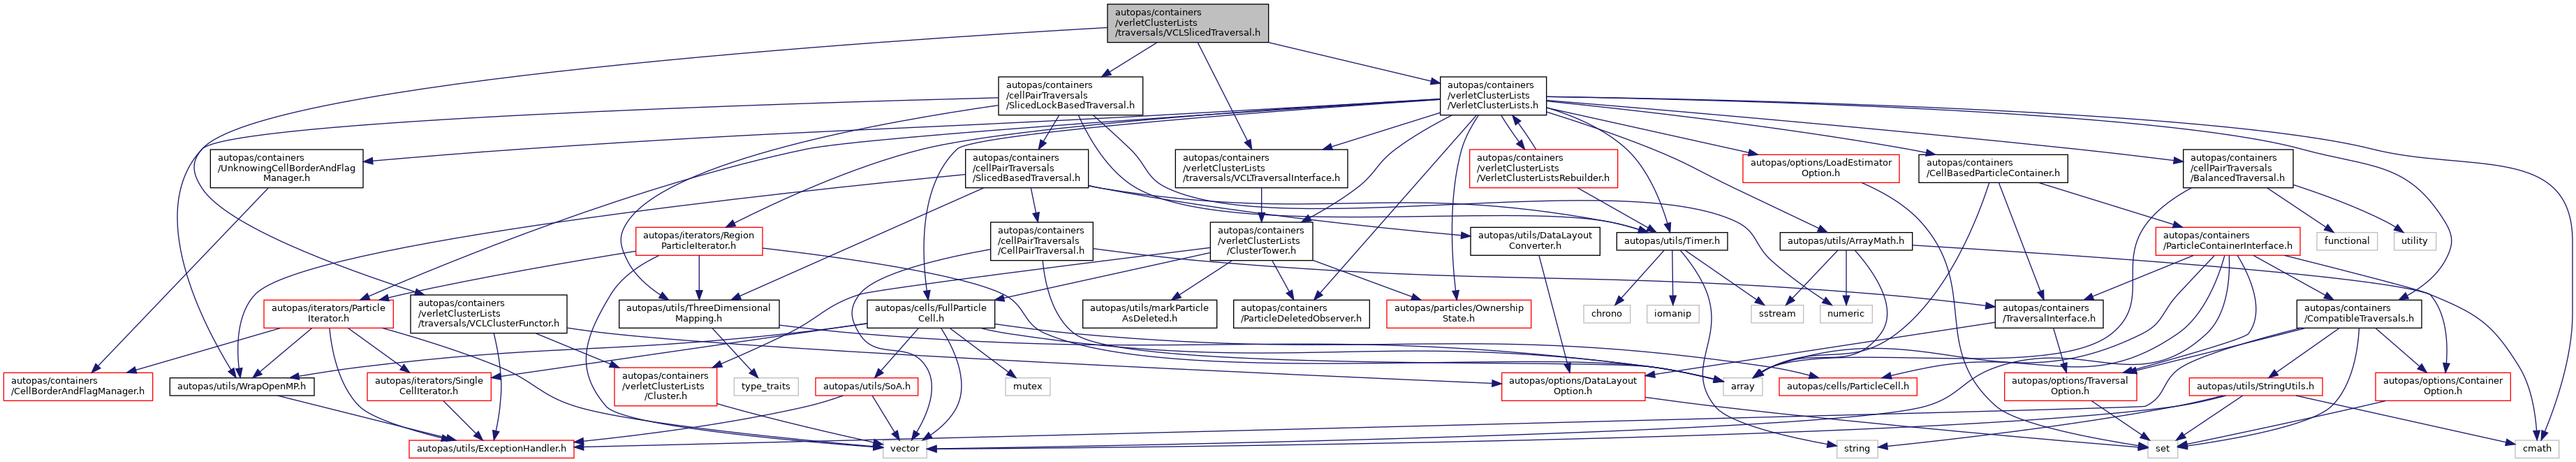 autopas/containers
/verletClusterLists
/traversals/VCLSlicedTraversal.h
autopas/containers
/cellPairTraversals
/SlicedLockBasedTraversal.h
autopas/containers
/verletClusterLists
/VerletClusterLists.h
autopas/containers
/UnknowingCellBorderAndFlag
Manager.h
autopas/containers
/cellPairTraversals
/SlicedBasedTraversal.h
autopas/containers
/verletClusterLists
/traversals/VCLTraversalInterface.h
autopas/containers
/verletClusterLists
/VerletClusterListsRebuilder.h
autopas/options/LoadEstimator
Option.h
autopas/containers
/CellBasedParticleContainer.h
autopas/containers
/cellPairTraversals
/BalancedTraversal.h
autopas/iterators/Region
ParticleIterator.h
autopas/containers
/cellPairTraversals
/CellPairTraversal.h
autopas/containers
/verletClusterLists
/ClusterTower.h
autopas/utils/DataLayout
Converter.h
autopas/utils/Timer.h
autopas/utils/ArrayMath.h
autopas/containers
/ParticleContainerInterface.h
functional
utility
autopas/iterators/Particle
Iterator.h
autopas/containers
/verletClusterLists
/traversals/VCLClusterFunctor.h
autopas/utils/ThreeDimensional
Mapping.h
autopas/cells/FullParticle
Cell.h
autopas/utils/markParticle
AsDeleted.h
autopas/containers
/ParticleDeletedObserver.h
autopas/particles/Ownership
State.h
chrono
iomanip
sstream
numeric
autopas/containers
/TraversalInterface.h
autopas/containers
/CompatibleTraversals.h
autopas/containers
/CellBorderAndFlagManager.h
autopas/utils/WrapOpenMP.h
autopas/iterators/Single
CellIterator.h
autopas/containers
/verletClusterLists
/Cluster.h
type_traits
autopas/utils/SoA.h
mutex
autopas/options/DataLayout
Option.h
array
autopas/cells/ParticleCell.h
autopas/options/Traversal
Option.h
autopas/utils/StringUtils.h
autopas/options/Container
Option.h
autopas/utils/ExceptionHandler.h
vector
string
set
cmath